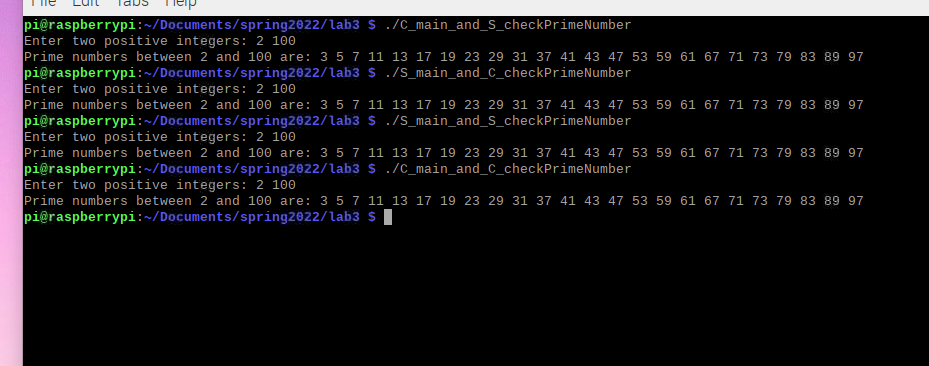 File Edit Tabs Help
pi@raspberrypi:~/Documents/spring2022/lab3 $ ./C_main_and_S_checkPrimeNumber
Enter two positive integers: 2 100
Prime numbers between 2 and 100 are: 3 5 7 11 13 17 19 23 29 31 37 41 43 47 53 59 61 67 71 73 79 83 89 97
pi@raspberrypi:~/Documents/spring2022/lab3 $ ./S_main_and_C_checkPrimeNumber
Enter two positive integers: 2 100
Prime numbers between 2 and 100 are: 3 5 7 11 13 17 19 23 29 31 37 41 43 47 53 59 61 67 71 73 79 83 89 97
pi@raspberrypi:~/Documents/spring2022/lab3 $ ./S_main_and_S_checkPrimeNumber
Enter two positive integers: 2 100
Prime numbers between 2 and 100 are: 3 5 7 11 13 17 19 23 29 31 37 41 43 47 53 59 61 67 71 73 79 83 89 97
pi@raspberrypi:~/Documents/spring2022/lab3 $ ./C_main_and_C_checkPrimeNumber
Enter two positive integers: 2 100
Prime numbers between 2 and 100 are: 3 5 7 11 13 17 19 23 29 31 37 41 43 47 53 59 61 67 71 73 79 83 89 97
pi@raspberrypi:~/Documents/spring2022/lab3 $